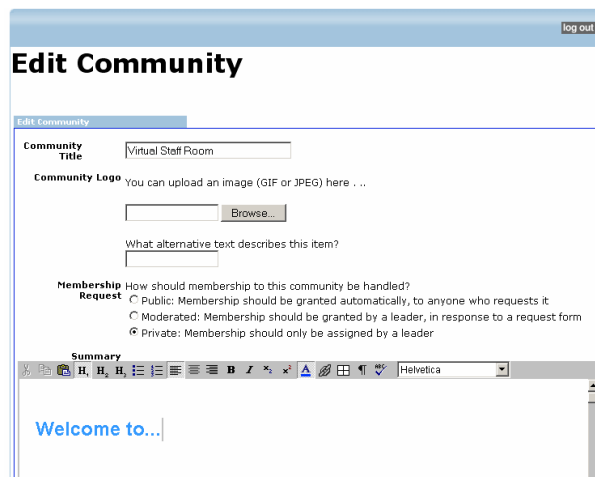 log out
Edit Community
Edit Community
Community Title
Virtual Staff Room
Community Logo
You can upload an image (GIF or JPEG) here . ..
Browse...
What alternative text describes this item?
Membership Request
How should membership to this community be handled?
Public: Membership should be granted automatically, to anyone who requests it
Moderated: Membership should be granted by a leader, in response to a request form
Private: Membership should only be assigned by a leader
Summary
H1 H2 H3 B I x2 x2 A ¶ ABC Helvetica
Welcome to...